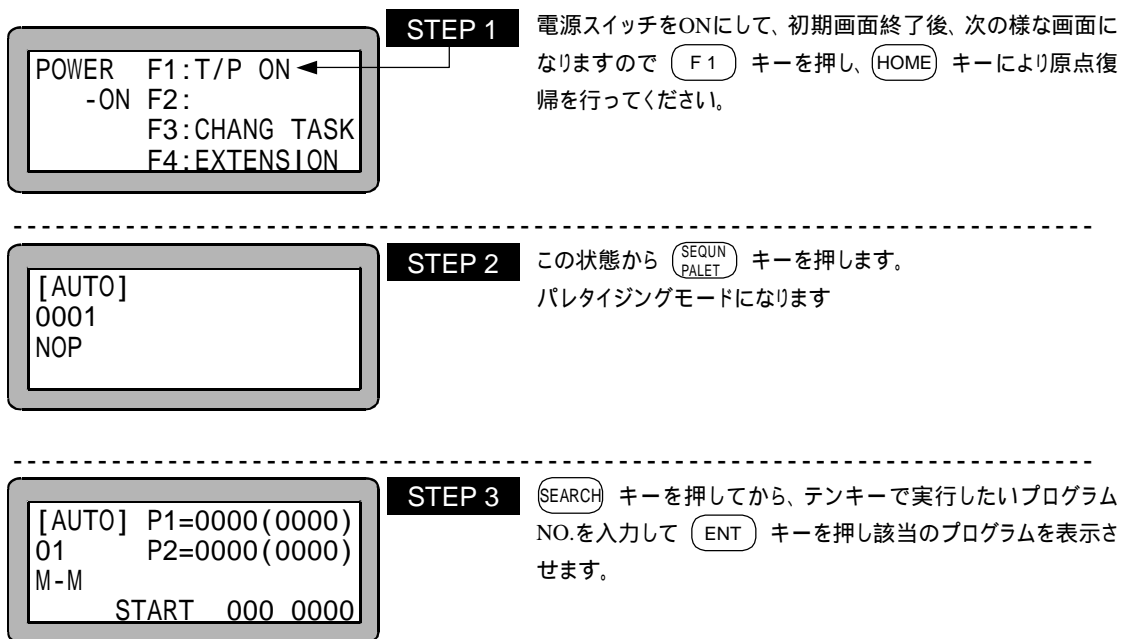 STEP 1
電源スイッチをONにして、初期画面終了後、次の様な画面に
なりますので F 1 キーを押し、HOME キーにより原点復
帰を行ってください。
POWER F1:T/P ON
-ON F2:
F3:CHANG TASK
F4:EXTENSION
STEP 2
この状態から SEQUN PALET キーを押します。
パレタイジングモードになります
[AUTO]
0001
NOP
STEP 3
SEARCH キーを押してから、テンキーで実行したいプログラム
NO.を入力して ENT キーを押し該当のプログラムを表示さ
せます。
[AUTO] P1=0000(0000)
01 P2=0000(0000)
M-M
START 000 0000